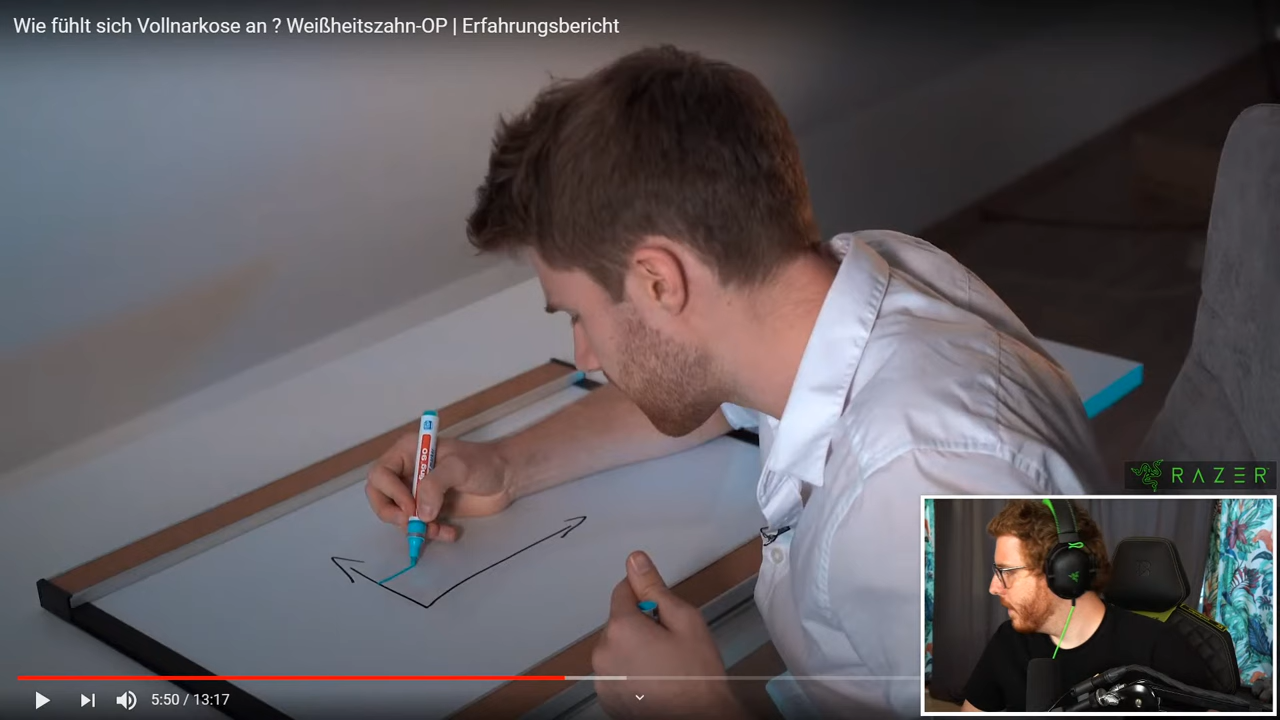 Wie fühlt sich Vollnarkose an ? Weißheitszahn-OP | Erfahrungsbericht
RAZER
5:50 / 13:17